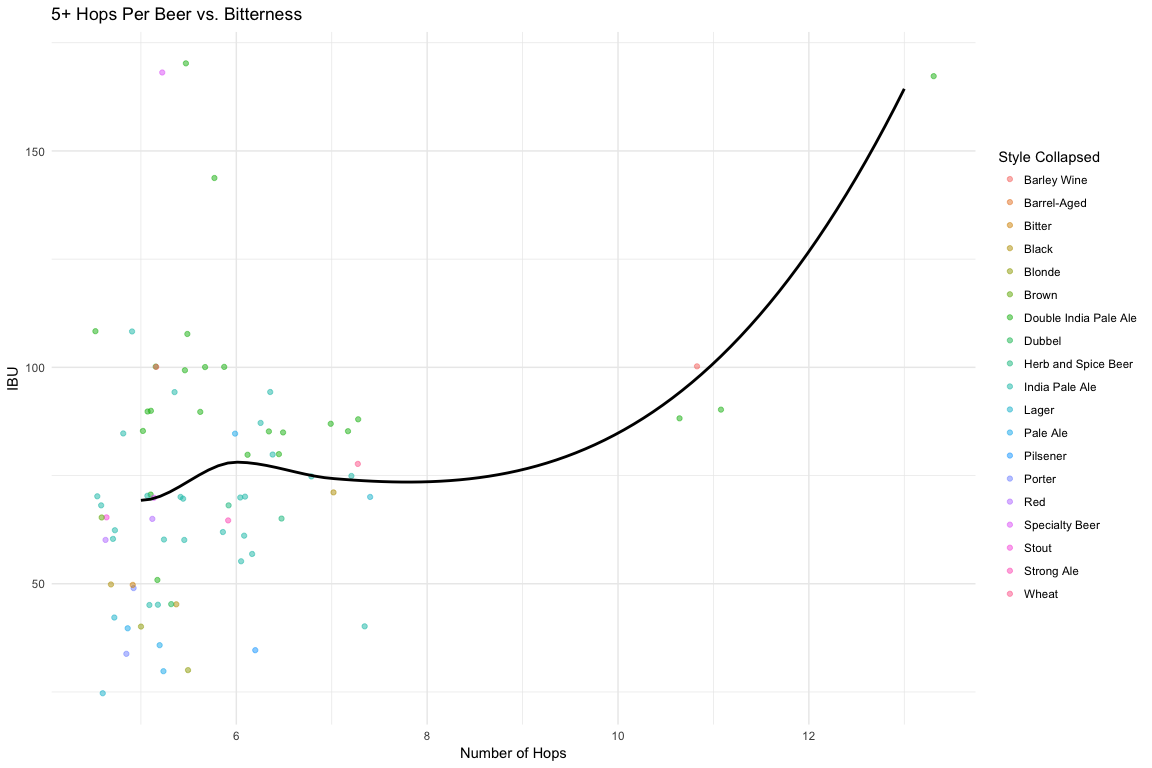 5+ Hops Per Beer vs. Bitterness
150
100
50
IBU
6
8
10
12
Number of Hops
Style Collapsed
Barley Wine
Barrel-Aged
Bitter
Black
Blonde
Brown
Double India Pale Ale
Dubbel
Herb and Spice Beer
India Pale Ale
Lager
Pale Ale
Pilsener
Porter
Red
Specialty Beer
Stout
Strong Ale
Wheat